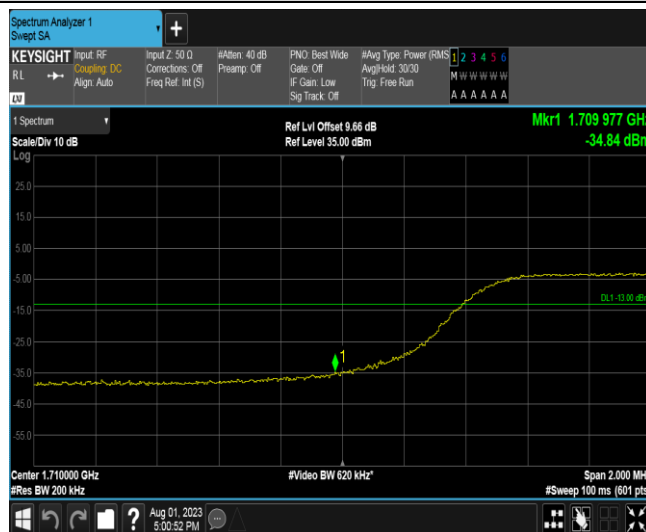 Spectrum Analyzer 1
Swept SA
KEYSIGHT
RL
Input: RF
Coupling: DC
Align: Auto
Input Z: 50 Ω
Corrections: Off
Freq Ref: Int (S)
#Atten: 40 dB
Preamp: Off
PNO: Best Wide
Gate: Off
IF Gain: Low
Sig Track: Off
#Avg Type: Power (RMS
Avg|Hold: 30/30
Trig: Free Run
1 2 3 4 5 6
M W W W W W
A A A A A A
1 Spectrum
Scale/Div 10 dB
Log
Ref Lvl Offset 9.66 dB
Ref Level 35.00 dBm
Mkr1 1.709 977 GHz
-34.84 dBm
25.0
15.0
5.00
-5.00
DL1 -13.00 dBm
-15.0
-25.0
-35.0
1
-45.0
-55.0
Center 1.710000 GHz
#Res BW 200 kHz
#Video BW 620 kHz*
Span 2.000 MH
#Sweep 100 ms (601 pts
?
Aug 01, 2023
5:00:52 PM